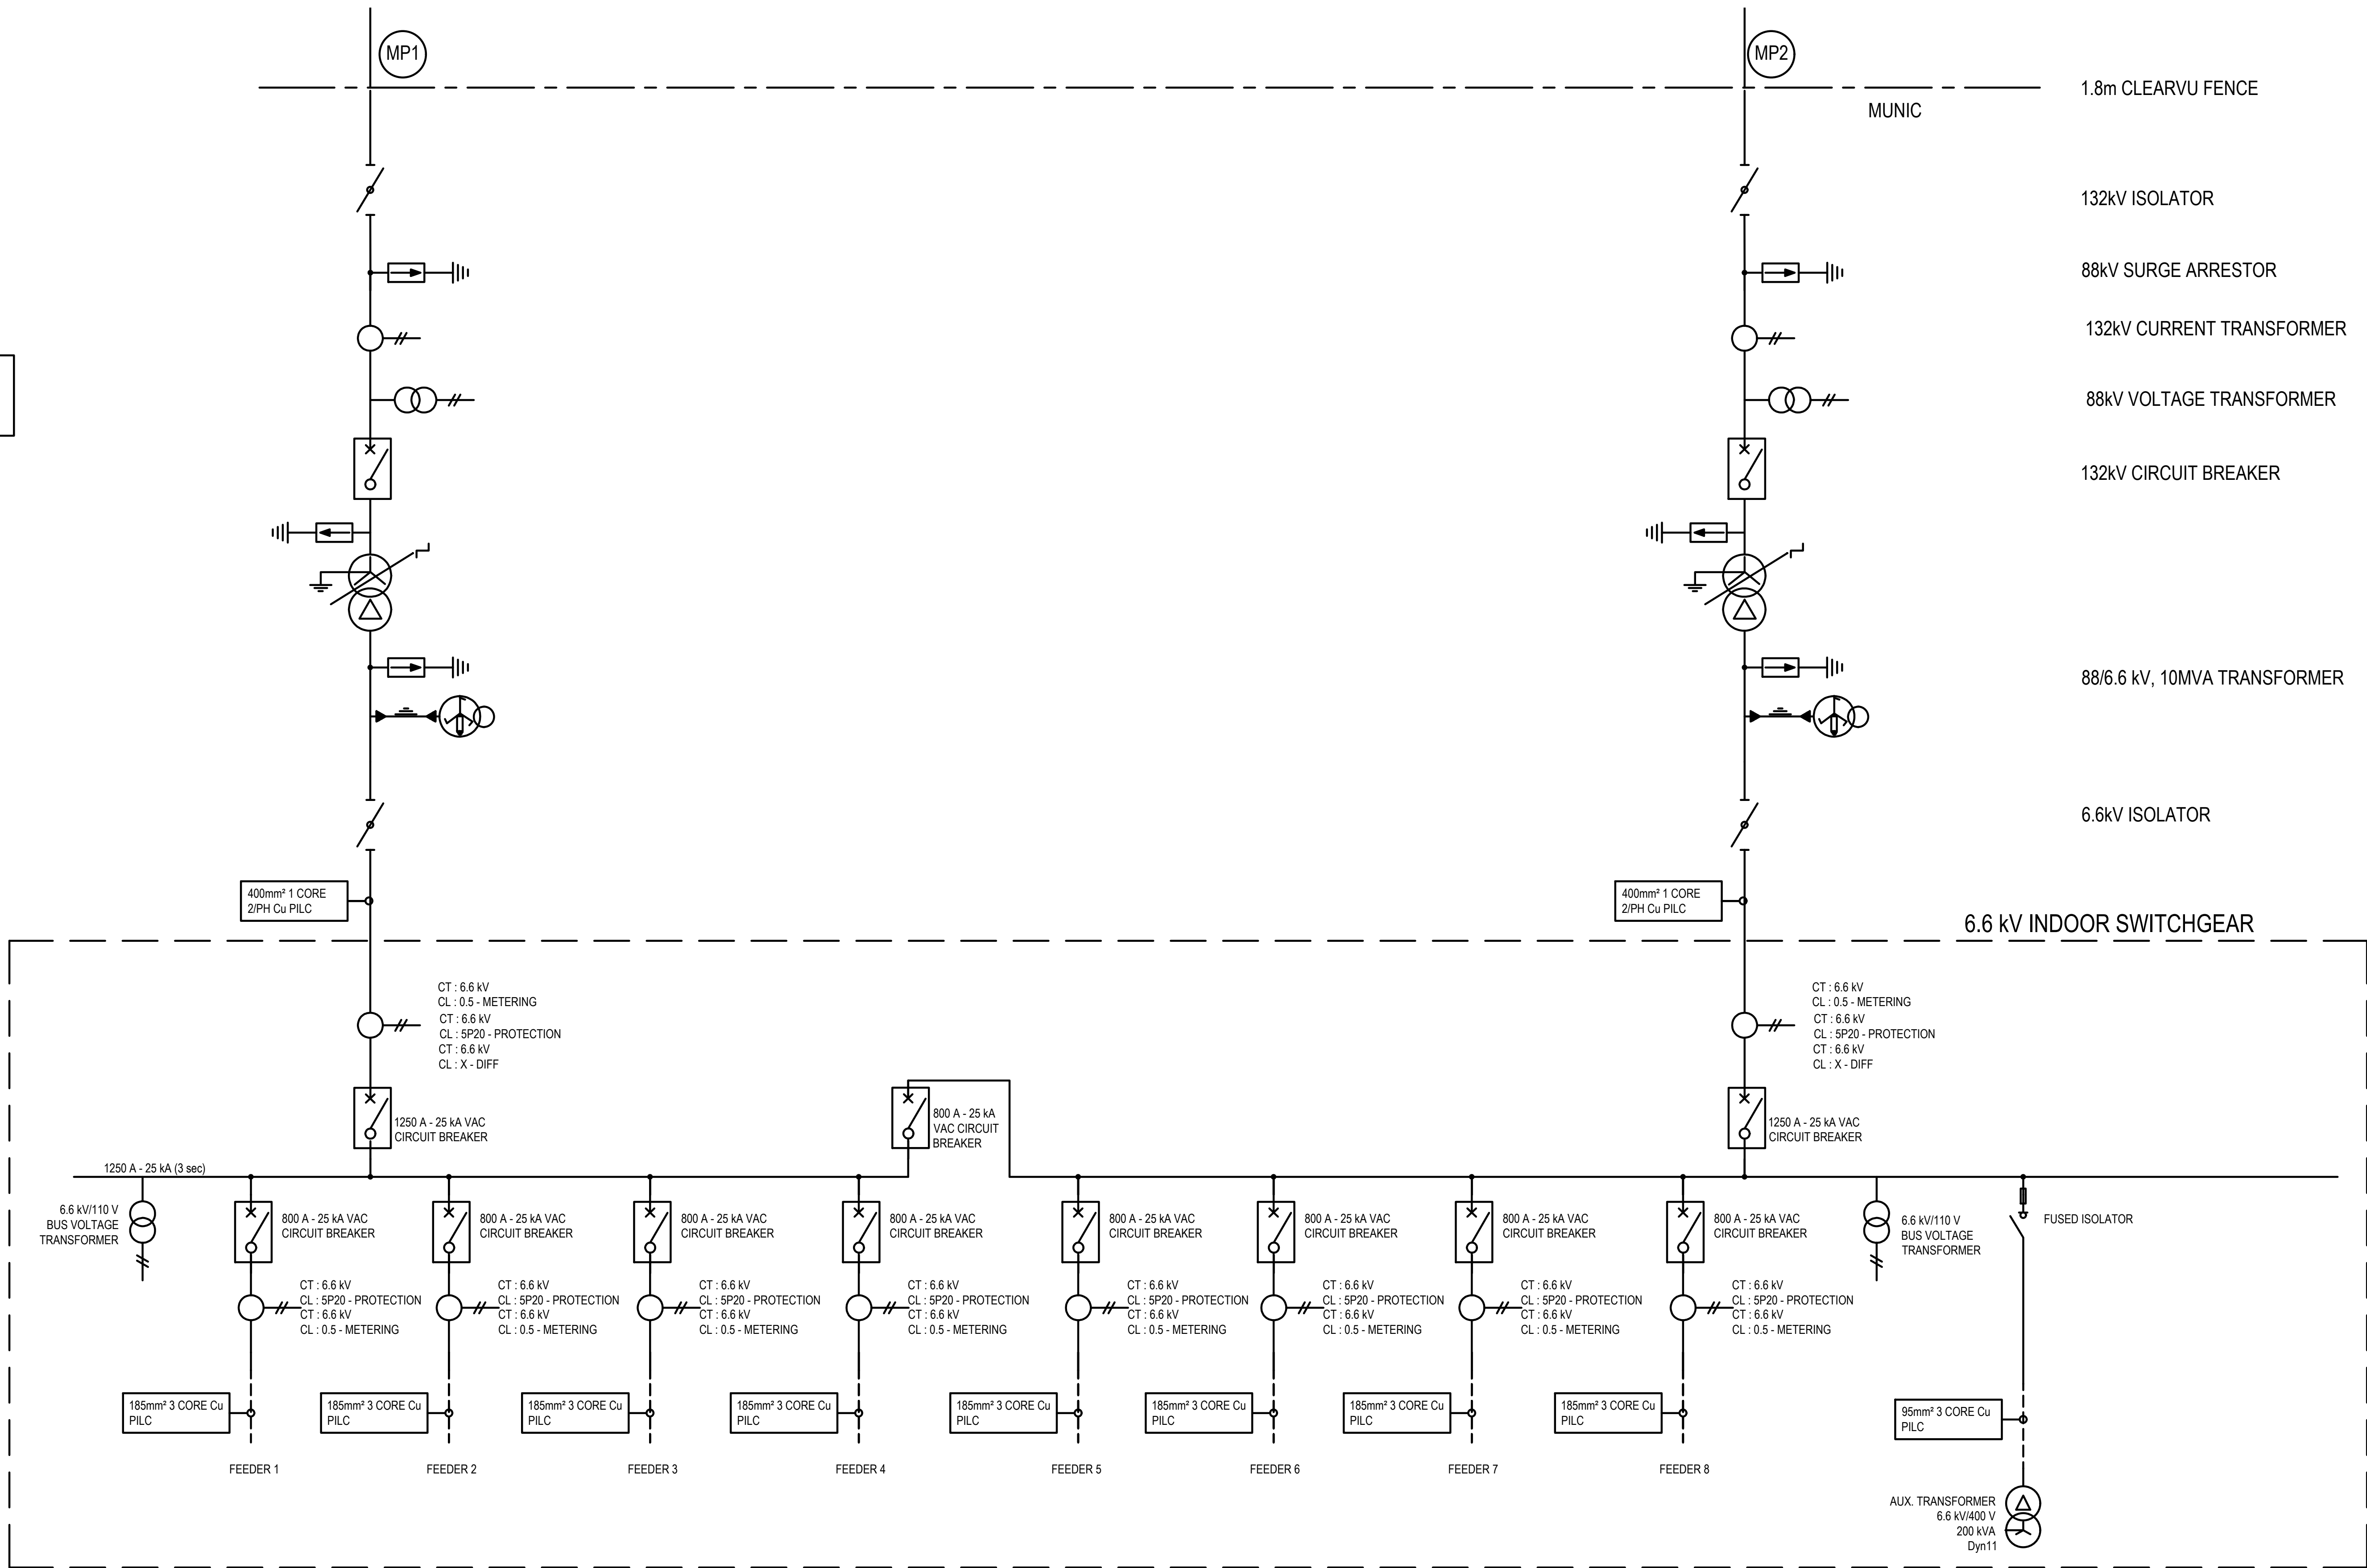 MP1
MP2
1.8m CLEARVU FENCE
MUNIC
132kV ISOLATOR
88kV SURGE ARRESTOR
132kV CURRENT TRANSFORMER
88kV VOLTAGE TRANSFORMER
132kV CIRCUIT BREAKER
88/6.6 kV, 10MVA TRANSFORMER
6.6kV ISOLATOR
400mm² 1 CORE
2/PH Cu PILC
400mm² 1 CORE
2/PH Cu PILC
6.6 kV INDOOR SWITCHGEAR
CT : 6.6 kV
CL : 0.5 - METERING
CT : 6.6 kV
CL : 5P20 - PROTECTION
CT : 6.6 kV
CL : X - DIFF
CT : 6.6 kV
CL : 0.5 - METERING
CT : 6.6 kV
CL : 5P20 - PROTECTION
CT : 6.6 kV
CL : X - DIFF
1250 A - 25 kA VAC
CIRCUIT BREAKER
800 A - 25 kA
VAC CIRCUIT
BREAKER
1250 A - 25 kA VAC
CIRCUIT BREAKER
1250 A - 25 kA (3 sec)
6.6 kV/110 V
BUS VOLTAGE
TRANSFORMER
800 A - 25 kA VAC
CIRCUIT BREAKER
800 A - 25 kA VAC
CIRCUIT BREAKER
800 A - 25 kA VAC
CIRCUIT BREAKER
800 A - 25 kA VAC
CIRCUIT BREAKER
800 A - 25 kA VAC
CIRCUIT BREAKER
800 A - 25 kA VAC
CIRCUIT BREAKER
800 A - 25 kA VAC
CIRCUIT BREAKER
800 A - 25 kA VAC
CIRCUIT BREAKER
6.6 kV/110 V
BUS VOLTAGE
TRANSFORMER
FUSED ISOLATOR
CT : 6.6 kV
CL : 5P20 - PROTECTION
CT : 6.6 kV
CL : 0.5 - METERING
CT : 6.6 kV
CL : 5P20 - PROTECTION
CT : 6.6 kV
CL : 0.5 - METERING
CT : 6.6 kV
CL : 5P20 - PROTECTION
CT : 6.6 kV
CL : 0.5 - METERING
CT : 6.6 kV
CL : 5P20 - PROTECTION
CT : 6.6 kV
CL : 0.5 - METERING
CT : 6.6 kV
CL : 5P20 - PROTECTION
CT : 6.6 kV
CL : 0.5 - METERING
CT : 6.6 kV
CL : 5P20 - PROTECTION
CT : 6.6 kV
CL : 0.5 - METERING
CT : 6.6 kV
CL : 5P20 - PROTECTION
CT : 6.6 kV
CL : 0.5 - METERING
CT : 6.6 kV
CL : 5P20 - PROTECTION
CT : 6.6 kV
CL : 0.5 - METERING
185mm² 3 CORE Cu
PILC
185mm² 3 CORE Cu
PILC
185mm² 3 CORE Cu
PILC
185mm² 3 CORE Cu
PILC
185mm² 3 CORE Cu
PILC
185mm² 3 CORE Cu
PILC
185mm² 3 CORE Cu
PILC
185mm² 3 CORE Cu
PILC
95mm² 3 CORE Cu
PILC
FEEDER 1
FEEDER 2
FEEDER 3
FEEDER 4
FEEDER 5
FEEDER 6
FEEDER 7
FEEDER 8
AUX. TRANSFORMER
6.6 kV/400 V
200 kVA
Dyn11